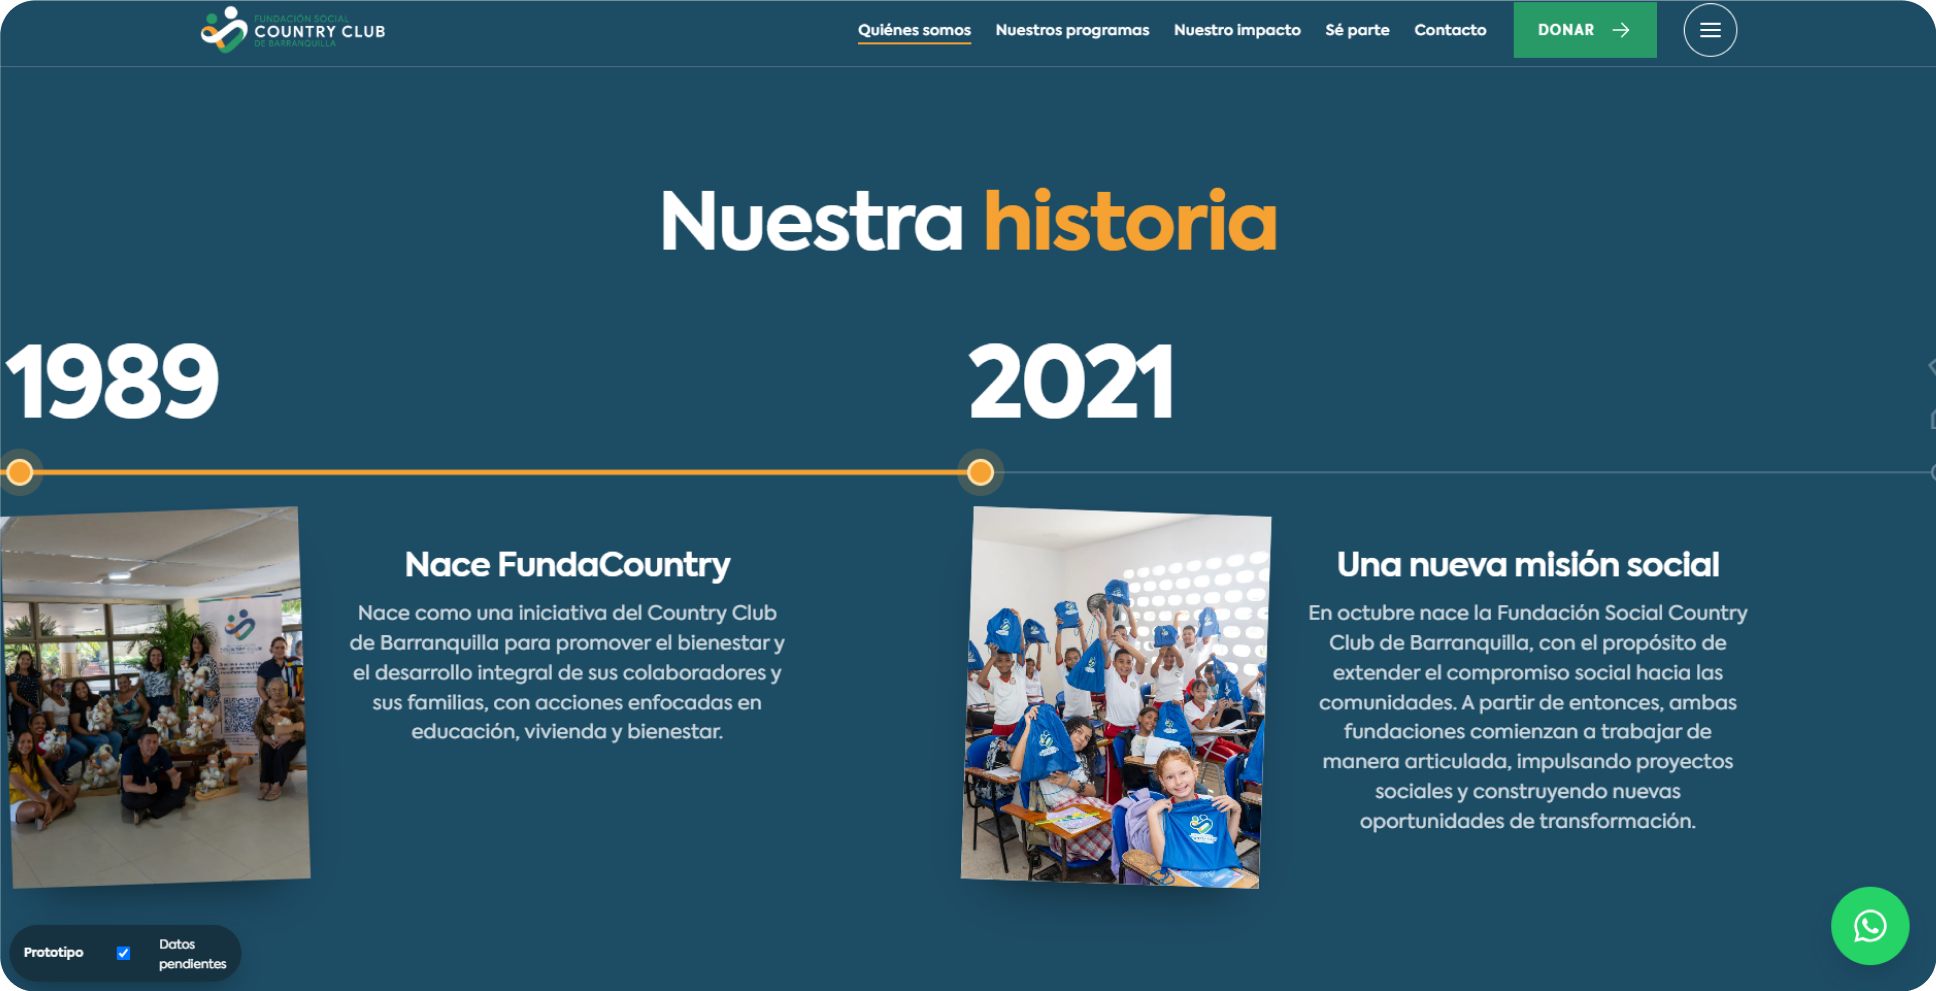 FUNDACIÓN SOCIAL
COUNTRY CLUB
DE BARRANQUILLA
Quiénes somos
Nuestros programas
Nuestro impacto
Sé parte
Contacto
DONAR
Nuestra historia
1989
2021
Nace FundaCountry
Nace como una iniciativa del Country Club
de Barranquilla para promover el bienestar y
el desarrollo integral de sus colaboradores y
sus familias, con acciones enfocadas en
educación, vivienda y bienestar.
Una nueva misión social
En octubre nace la Fundación Social Country
Club de Barranquilla, con el propósito de
extender el compromiso social hacia las
comunidades. A partir de entonces, ambas
fundaciones comienzan a trabajar de
manera articulada, impulsando proyectos
sociales y construyendo nuevas
oportunidades de transformación.
COUNTRY CLUB
Prototipo
Datos
pendientes